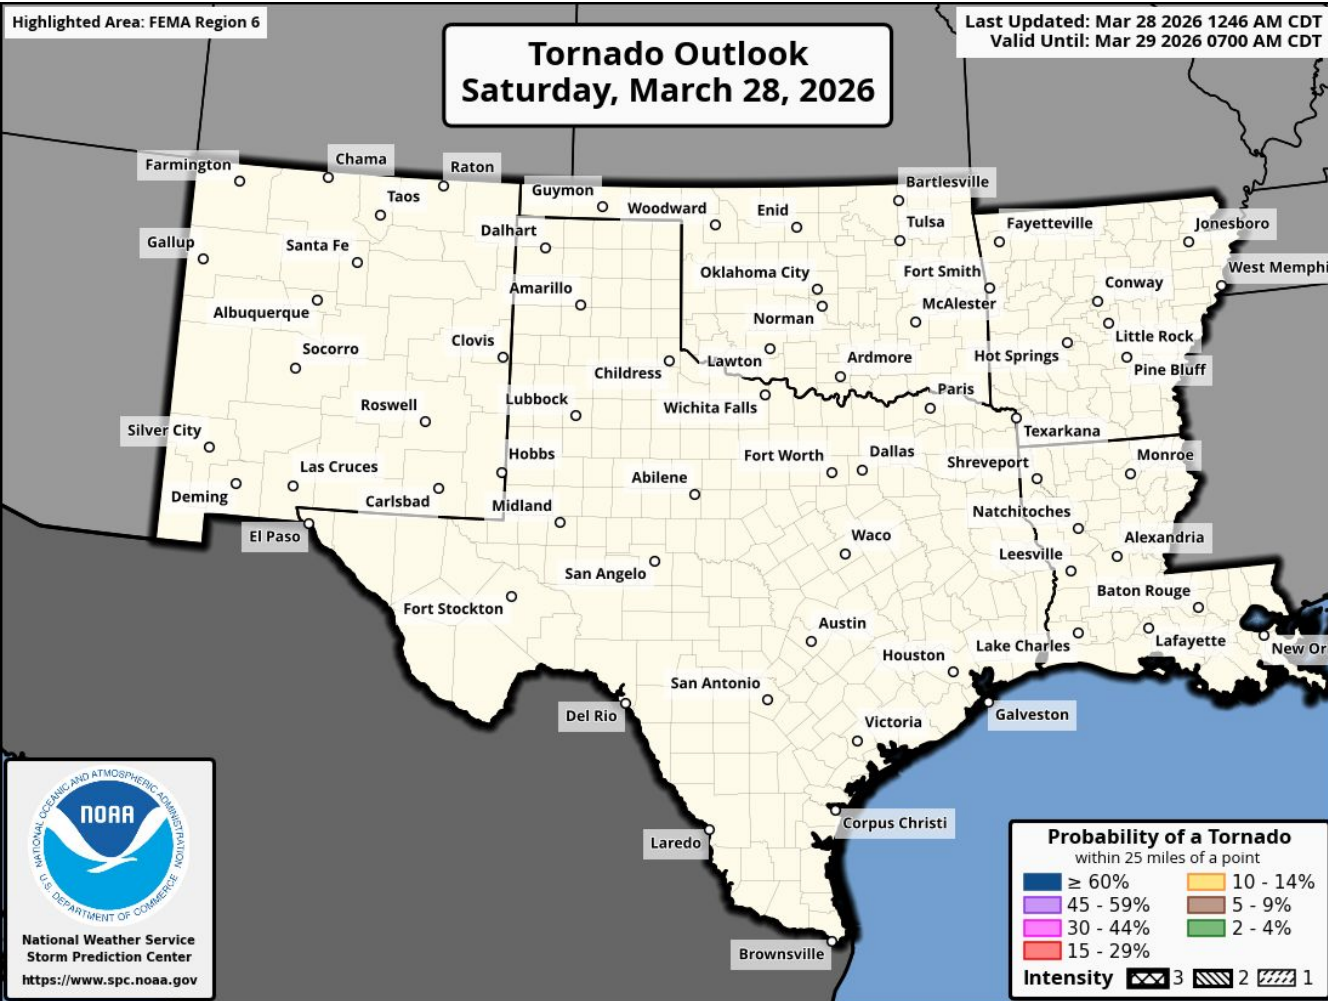 Highlighted Area: FEMA Region 6
Last Updated: Mar 28 2026 1246 AM CDT
Valid Until: Mar 29 2026 0700 AM CDT
Tornado Outlook
Saturday, March 28, 2026
Farmington
Chama
Raton
Taos
Guymon
Woodward
Enid
Bartlesville
Tulsa
Fayetteville
Jonesboro
Gallup
Santa Fe
Dalhart
Oklahoma City
Fort Smith
West Memphi
Amarillo
Conway
Albuquerque
Norman
McAlester
Socorro
Clovis
Little Rock
Childress
Lawton
Ardmore
Hot Springs
Pine Bluff
Roswell
Lubbock
Wichita Falls
Paris
Silver City
Texarkana
Las Cruces
Hobbs
Fort Worth
Dallas
Shreveport
Monroe
Deming
Carlsbad
Midland
Abilene
Natchitoches
El Paso
Waco
Alexandria
San Angelo
Leesville
Fort Stockton
Baton Rouge
Austin
Lake Charles
Lafayette
New Or
Houston
San Antonio
Del Rio
Galveston
Victoria
Corpus Christi
Laredo
Brownsville
NATIONAL OCEANIC AND ATMOSPHERIC ADMINISTRATION
NOAA
U.S. DEPARTMENT OF COMMERCE
National Weather Service
Storm Prediction Center
https://www.spc.noaa.gov
Probability of a Tornado
within 25 miles of a point
≥ 60%
10 - 14%
45 - 59%
5 - 9%
30 - 44%
2 - 4%
15 - 29%
Intensity 3 2 1